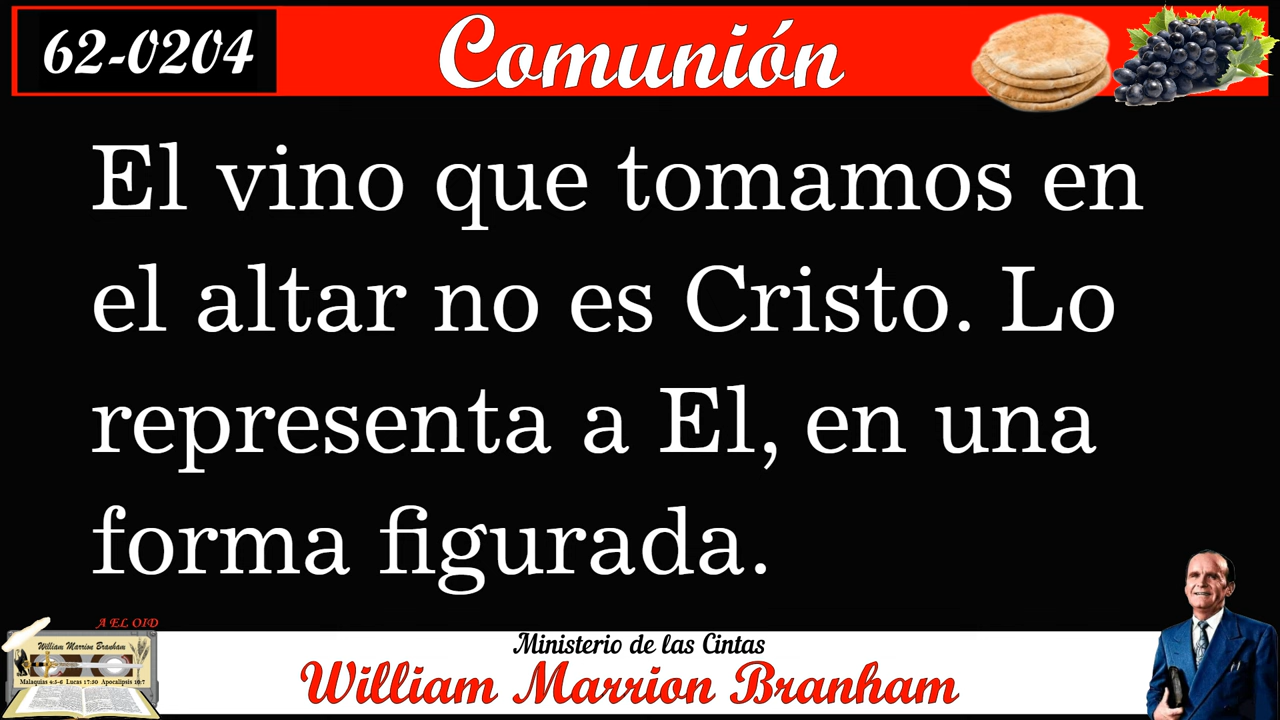 62-0204
Comunión
El vino que tomamos en
el altar no es Cristo. Lo
representa a El, en una
forma figurada.
A EL OID
William Marrion Branham
Malaquias 4:5-6 Lucas 17:30 Apocalipsis 10:7
Ministerio de las Cintas
William Marrion Branham